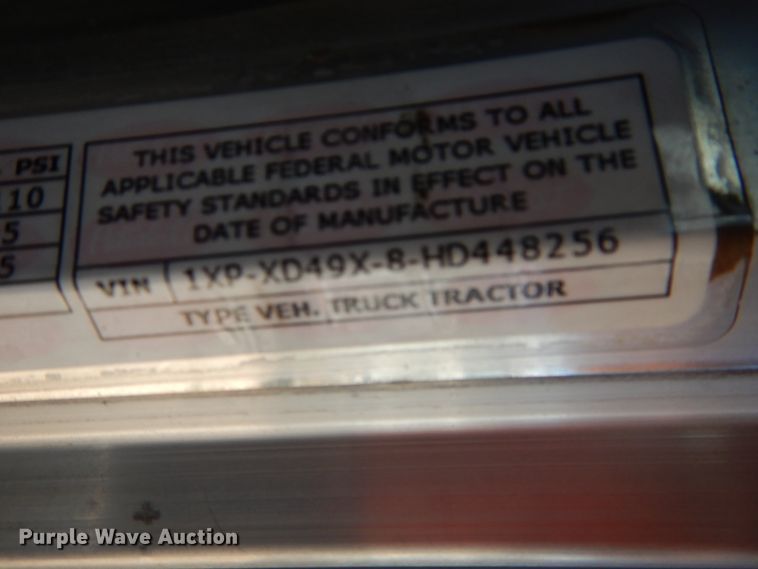 PSI
110
5
5
THIS VEHICLE CONFORMS TO ALL
APPLICABLE FEDERAL MOTOR VEHICLE
SAFETY STANDARDS IN EFFECT ON THE
DATE OF MANUFACTURE
VIN 1XP-XD49X-8-HD448256
TYPE VEH. TRUCK TRACTOR
Purple Wave Auction